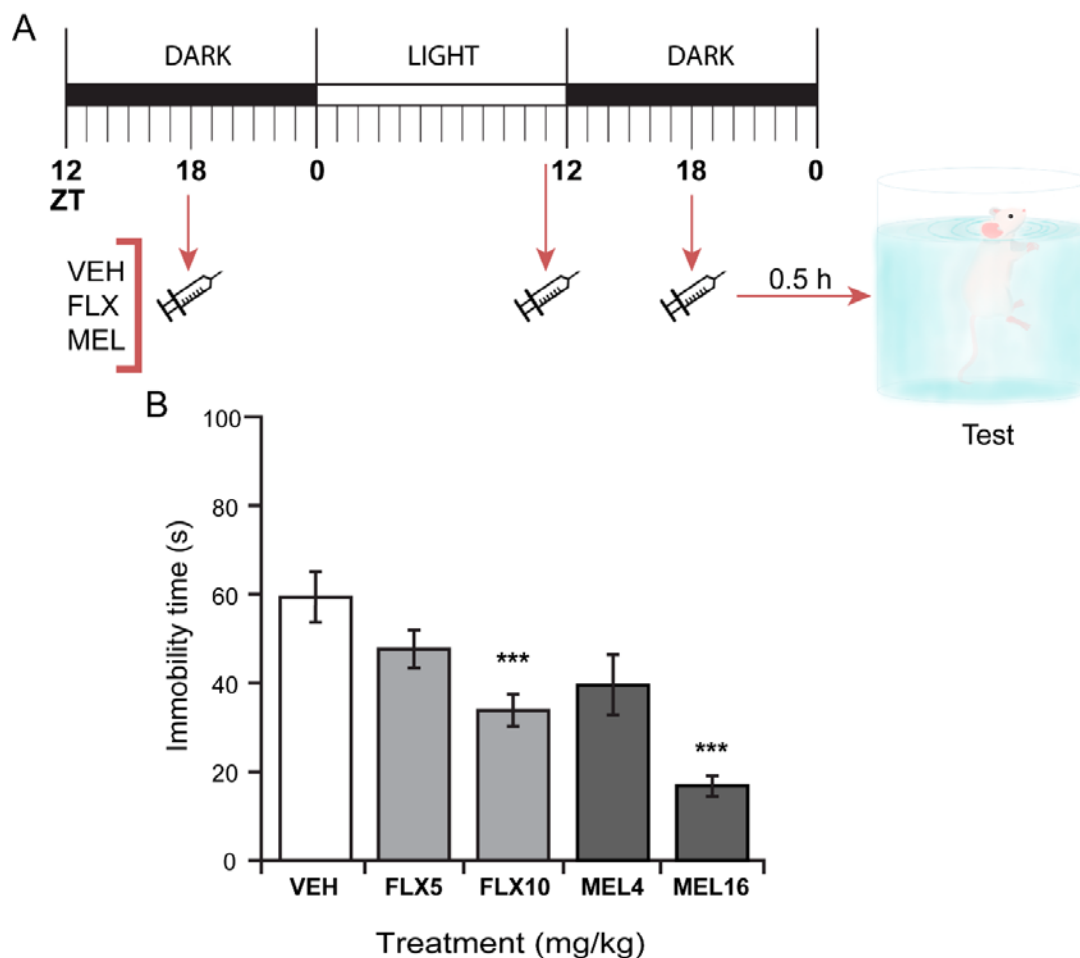 A
DARK LIGHT DARK
12 18 0 12 18 0
ZT
VEH
FLX
MEL
0.5 h
Test
B
100
80
60
40
20
0
Immobility time (s)
***
***
VEH FLX5 FLX10 MEL4 MEL16
Treatment (mg/kg)